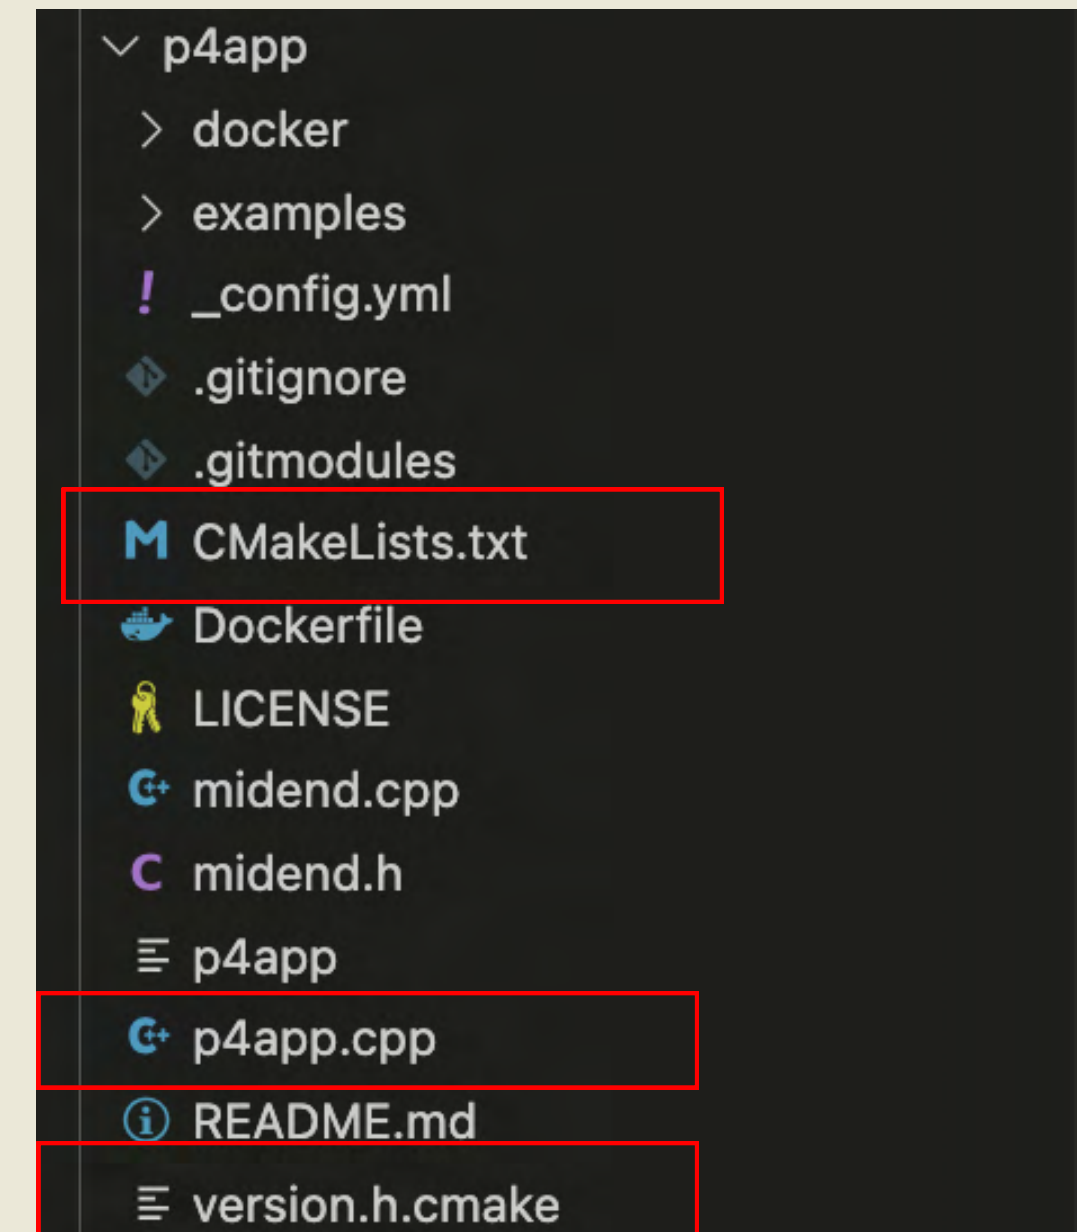 p4app
docker
examples
_config.yml
.gitignore
.gitmodules
CMakeLists.txt
Dockerfile
LICENSE
midend.cpp
midend.h
p4app
p4app.cpp
README.md
version.h.cmake